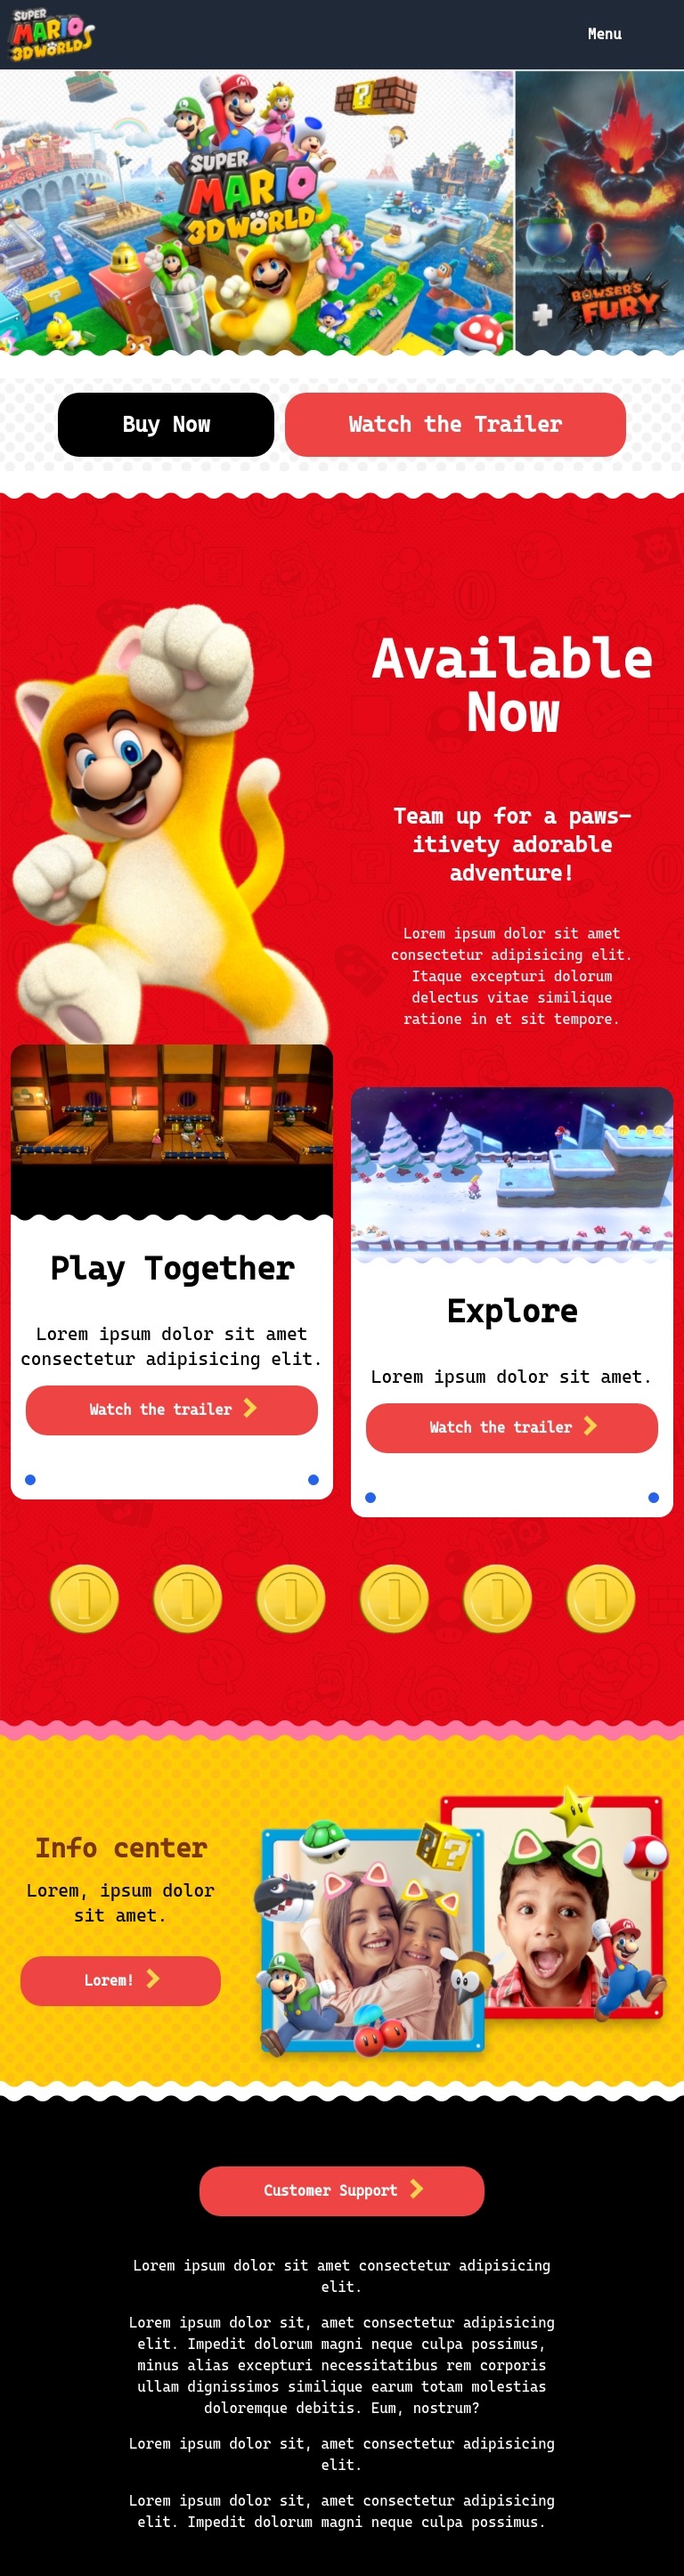 SUPER
MARIO
3D WORLD
Menu
SUPER
MARIO
3D WORLD
BOWSER'S
FURY
Buy Now
Watch the Trailer
Available
Now
Team up for a paws-
itivety adorable
adventure!
Lorem ipsum dolor sit amet
consectetur adipisicing elit.
Itaque excepturi dolorum
delectus vitae similique
ratione in et sit tempore.
Play Together
Lorem ipsum dolor sit amet
consectetur adipisicing elit.
Watch the trailer
Explore
Lorem ipsum dolor sit amet.
Watch the trailer
Info center
Lorem, ipsum dolor
sit amet.
Lorem!
Customer Support
Lorem ipsum dolor sit amet consectetur adipisicing
elit.
Lorem ipsum dolor sit, amet consectetur adipisicing
elit. Impedit dolorum magni neque culpa possimus,
minus alias excepturi necessitatibus rem corporis
ullam dignissimos similique earum totam molestias
doloremque debitis. Eum, nostrum?
Lorem ipsum dolor sit, amet consectetur adipisicing
elit.
Lorem ipsum dolor sit, amet consectetur adipisicing
elit. Impedit dolorum magni neque culpa possimus.